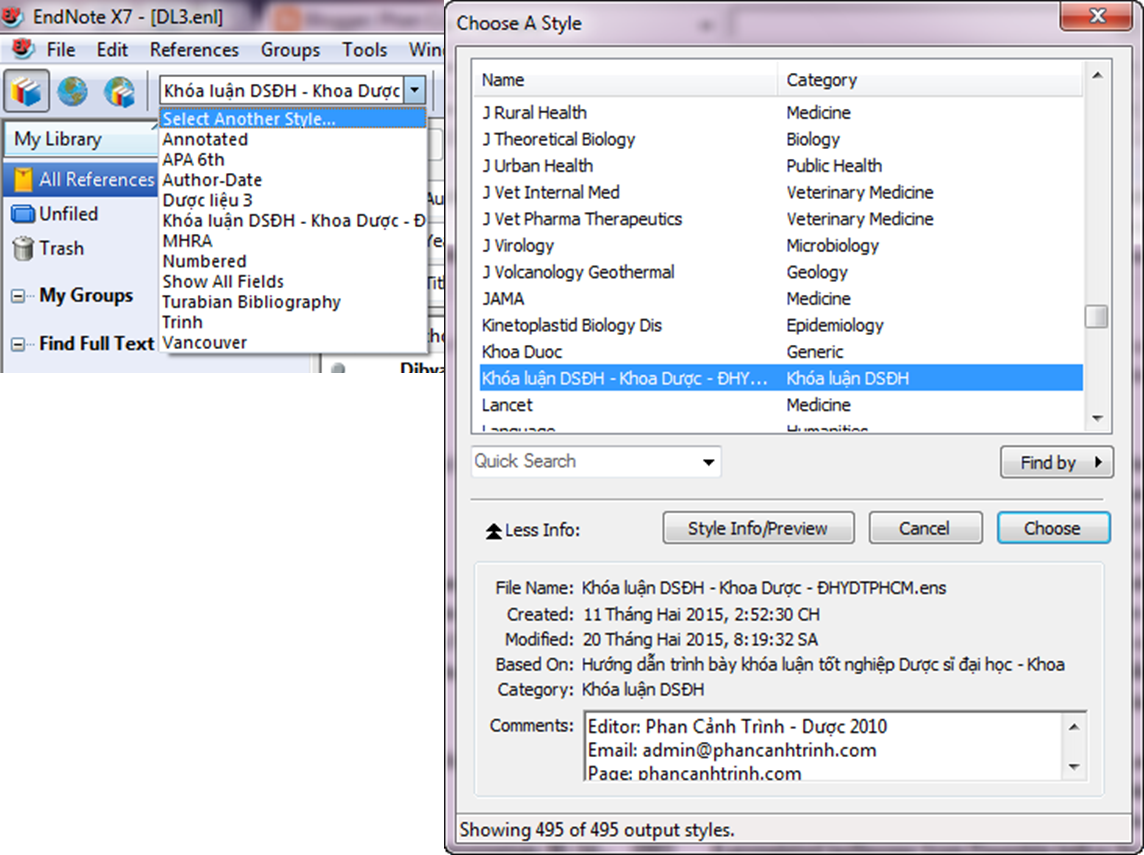 EndNote X7 - [DL3.enl]
File Edit References Groups Tools Win
Khóa luận DSĐH - Khoa Dược
Select Another Style...
Annotated
APA 6th
Author-Date
Dược liệu 3
Khóa luận DSĐH - Khoa Dược - Đ
MHRA
Numbered
Show All Fields
Turabian Bibliography
Trinh
Vancouver
My Library
All References
Unfiled
Trash
My Groups
Find Full Text
Choose A Style
Name Category
J Rural Health Medicine
J Theoretical Biology Biology
J Urban Health Public Health
J Vet Internal Med Veterinary Medicine
J Vet Pharma Therapeutics Veterinary Medicine
J Virology Microbiology
J Volcanology Geothermal Geology
JAMA Medicine
Kinetoplastid Biology Dis Epidemiology
Khoa Duoc Generic
Khóa luận DSĐH - Khoa Dược - ĐHY... Khóa luận DSĐH
Lancet Medicine
Language Humanities
Quick Search Find by
Less Info: Style Info/Preview Cancel Choose
File Name: Khóa luận DSĐH - Khoa Dược - ĐHYDTPHCM.ens
Created: 11 Tháng Hai 2015, 2:52:30 CH
Modified: 20 Tháng Hai 2015, 8:19:32 SA
Based On: Hướng dẫn trình bày khóa luận tốt nghiệp Dược sĩ đại học - Khoa
Category: Khóa luận DSĐH
Comments: Editor: Phan Cảnh Trình - Dược 2010
Email: admin@phancanhtrinh.com
Page: phancanhtrinh.com
Showing 495 of 495 output styles.